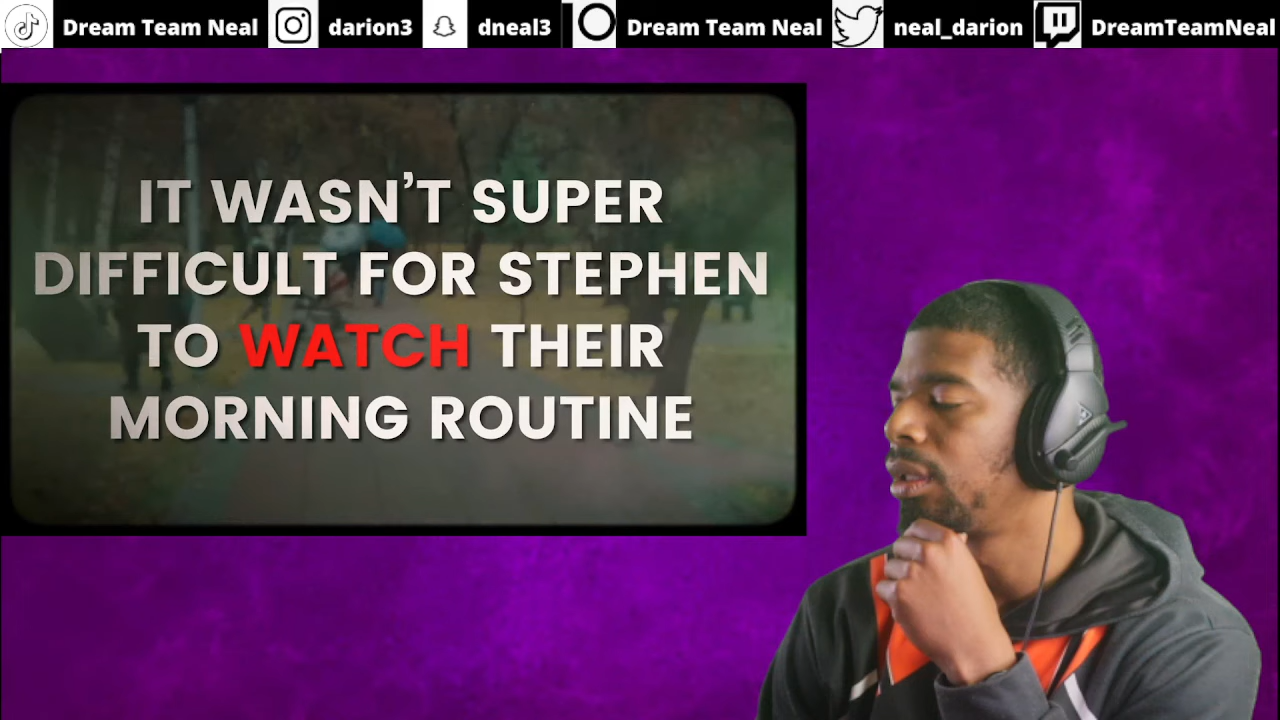 Dream Team Neal darion3 dneal3 Dream Team Neal neal_darion DreamTeamNeal
IT WASN'T SUPER
DIFFICULT FOR STEPHEN
TO WATCH THEIR
MORNING ROUTINE